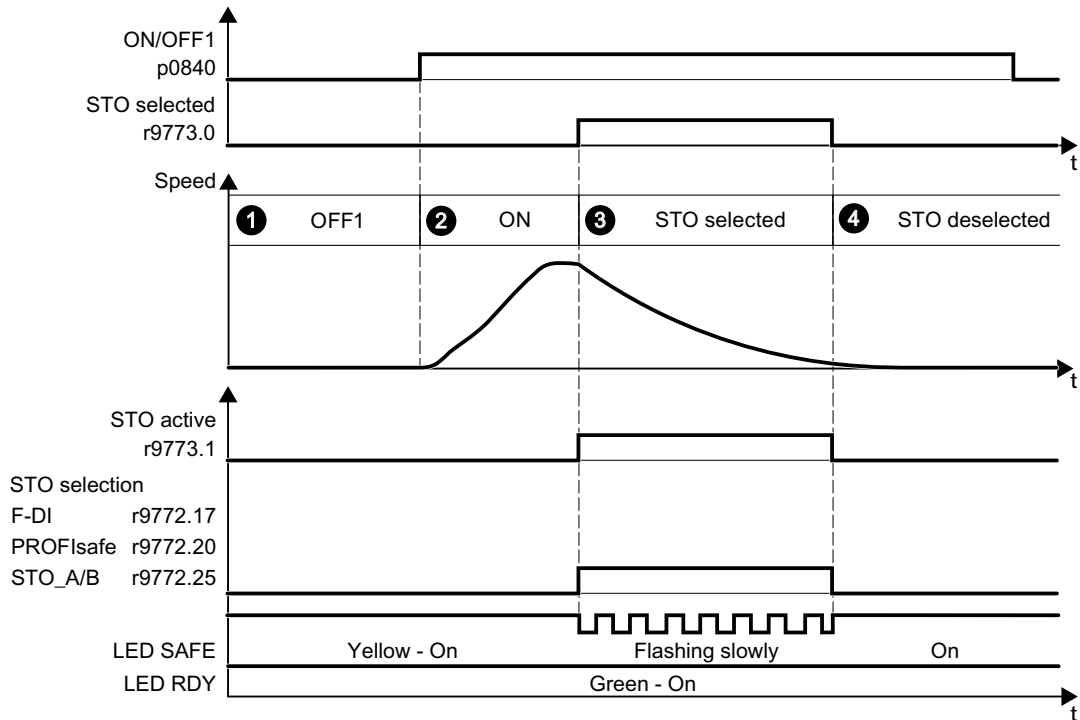 ON/OFF1
p0840
STO selected
r9773.0
t
Speed
1 OFF1 2 ON 3 STO selected 4 STO deselected
t
STO active
r9773.1
STO selection
F-DI r9772.17
PROFIsafe r9772.20
STO_A/B r9772.25
LED SAFE Yellow - On Flashing slowly On
LED RDY Green - On
t